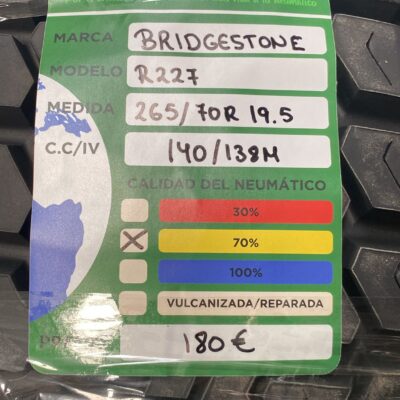 MARCA BRIDGESTONE
MODELO R227
MEDIDA 265/70R 19.5
C.C/IV 140/138M
CALIDAD DEL NEUMÁTICO
30%
70%
100%
VULCANIZADA/REPARADA
180€